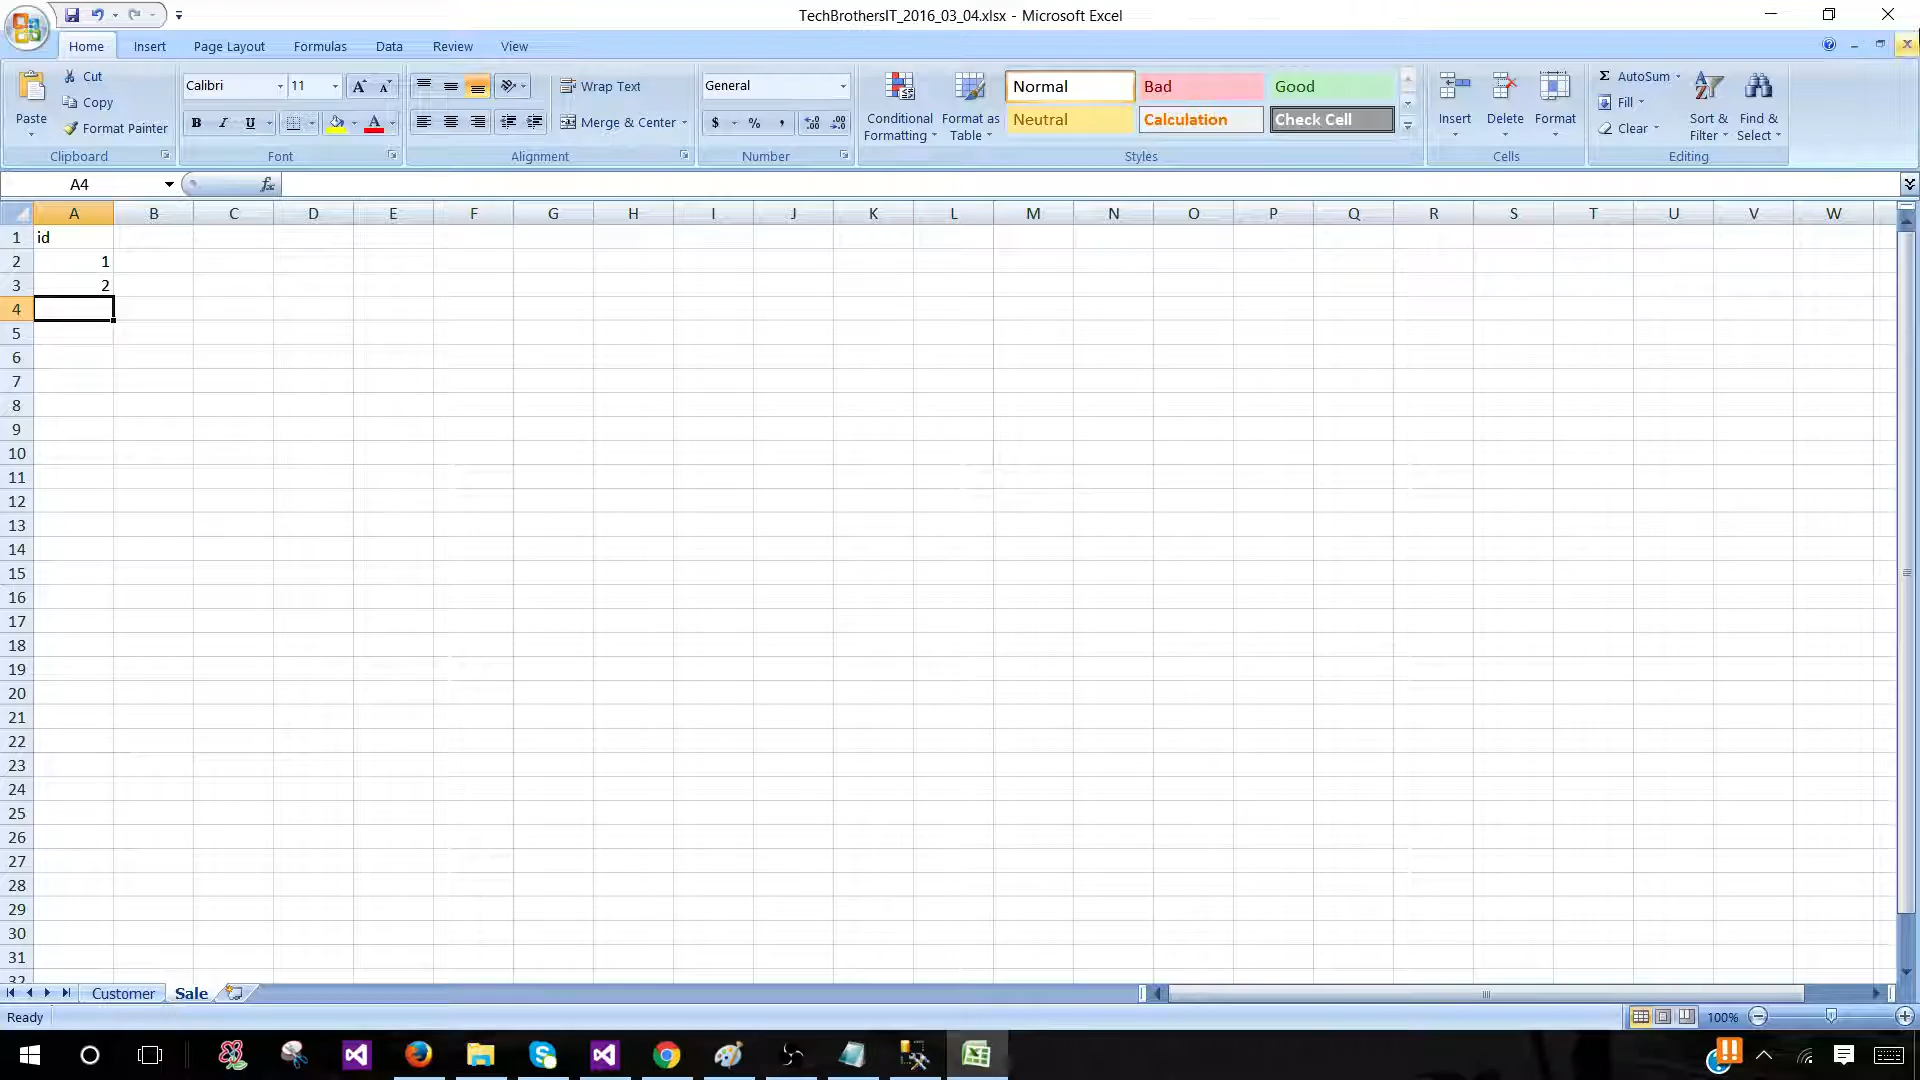 TechBrothersIT_2016_03_04.xlsx - Microsoft Excel
Home Insert Page Layout Formulas Data Review View
Cut
Copy
Format Painter
Paste
Clipboard
Calibri 11
B I U
Font
Wrap Text
Merge & Center
Alignment
General
$ % ,
Number
Conditional Formatting
Format as Table
Normal Bad Good
Neutral Calculation Check Cell
Styles
Insert Delete Format
Cells
Σ AutoSum
Fill
Clear
Sort & Filter
Find & Select
Editing
A4 fx
A B C D E F G H I J K L M N O P Q R S T U V W
1 id
2 1
3 2
4
5
6
7
8
9
10
11
12
13
14
15
16
17
18
19
20
21
22
23
24
25
26
27
28
29
30
31
32
Customer Sale
Ready 100%